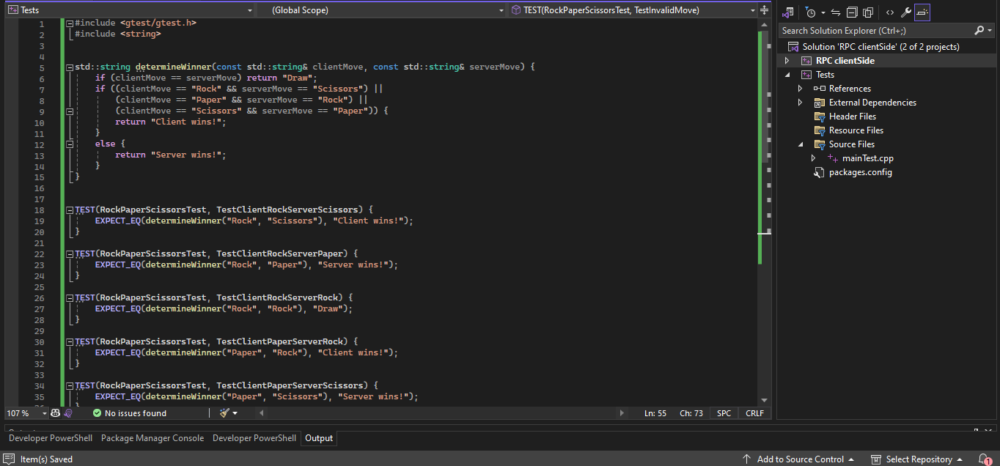 Tests (Global Scope) TEST(RockPaperScissorsTest, TestInvalidMove)
1 #include <gtest/gtest.h>
2 #include <string>
3
4
5 std::string determineWinner(const std::string& clientMove, const std::string& serverMove) {
6 if (clientMove == serverMove) return "Draw";
7 if ((clientMove == "Rock" && serverMove == "Scissors") ||
8 (clientMove == "Paper" && serverMove == "Rock") ||
9 (clientMove == "Scissors" && serverMove == "Paper")) {
10 return "Client wins!";
11 }
12 else {
13 return "Server wins!";
14 }
15 }
16
17
18 TEST(RockPaperScissorsTest, TestClientRockServerScissors) {
19 EXPECT_EQ(determineWinner("Rock", "Scissors"), "Client wins!");
20 }
21
22 TEST(RockPaperScissorsTest, TestClientRockServerPaper) {
23 EXPECT_EQ(determineWinner("Rock", "Paper"), "Server wins!");
24 }
25
26 TEST(RockPaperScissorsTest, TestClientRockServerRock) {
27 EXPECT_EQ(determineWinner("Rock", "Rock"), "Draw");
28 }
29
30 TEST(RockPaperScissorsTest, TestClientPaperServerRock) {
31 EXPECT_EQ(determineWinner("Paper", "Rock"), "Client wins!");
32 }
33
34 TEST(RockPaperScissorsTest, TestClientPaperServerScissors) {
35 EXPECT_EQ(determineWinner("Paper", "Scissors"), "Server wins!");
107 % No issues found Ln: 55 Ch: 73 SPC CRLF
Search Solution Explorer (Ctrl+;)
Solution 'RPC clientSide' (2 of 2 projects)
RPC clientSide
Tests
References
External Dependencies
Header Files
Resource Files
Source Files
mainTest.cpp
packages.config
Developer PowerShell Package Manager Console Developer PowerShell Output
Item(s) Saved Add to Source Control Select Repository 1